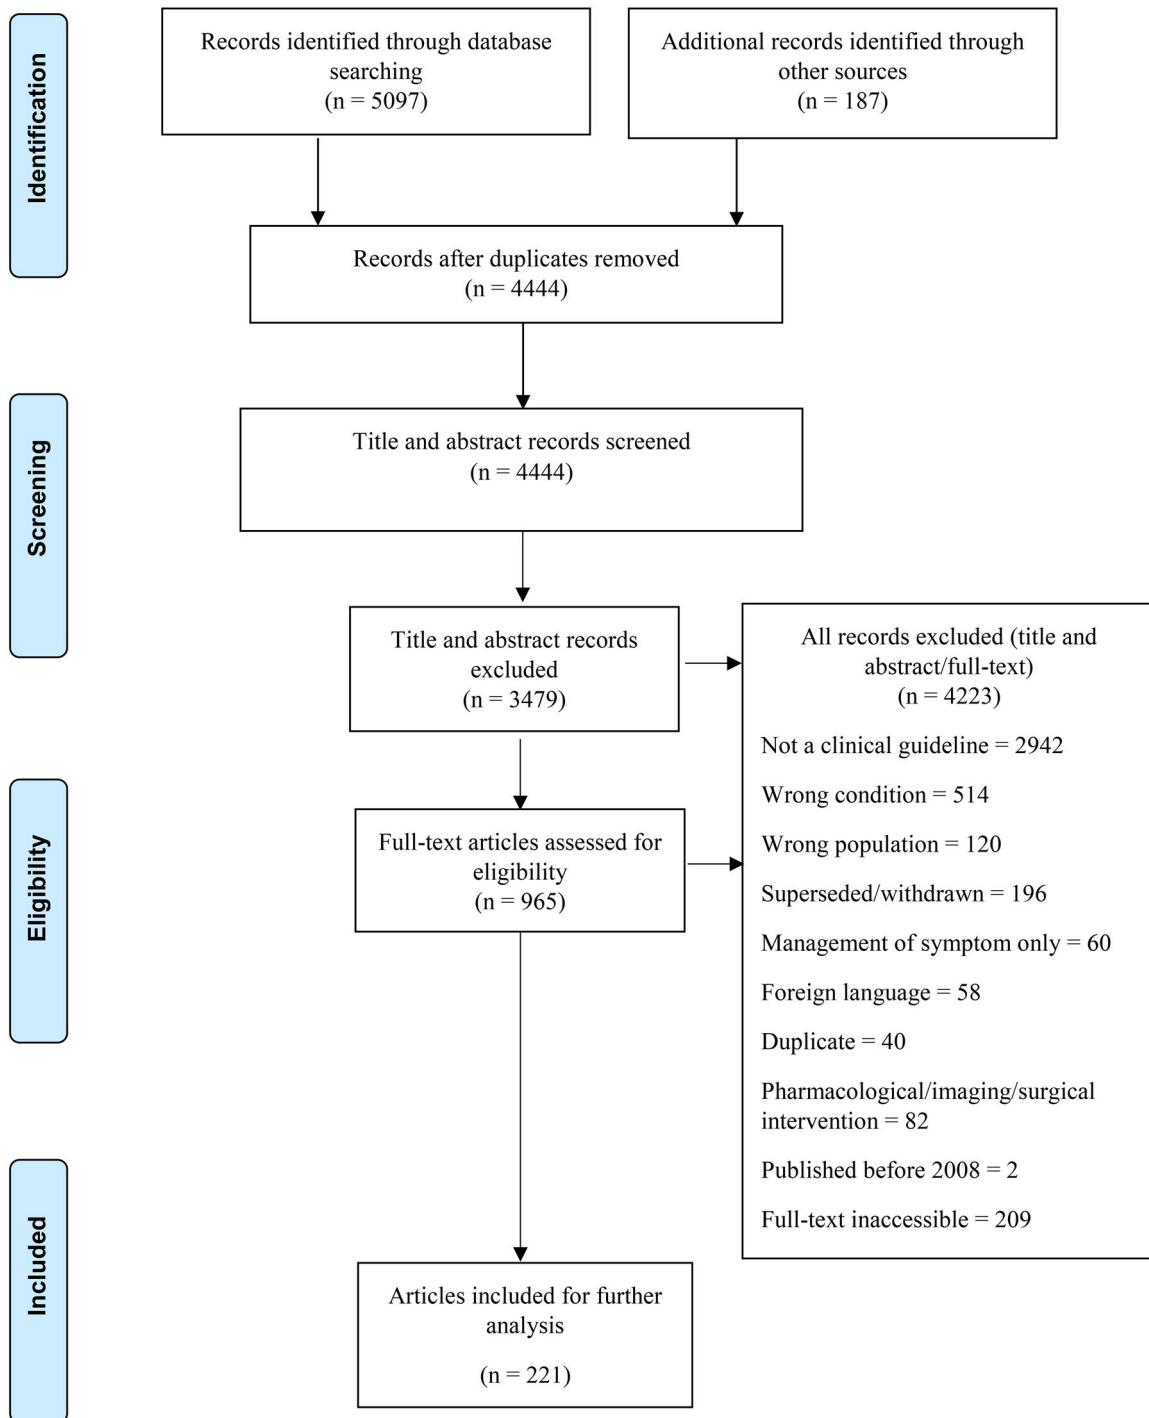 Identification
Records identified through database
searching
(n = 5097)
Additional records identified through
other sources
(n = 187)
Records after duplicates removed
(n = 4444)
Screening
Title and abstract records screened
(n = 4444)
Title and abstract records
excluded
(n = 3479)
All records excluded (title and
abstract/full-text)
(n = 4223)
Not a clinical guideline = 2942
Wrong condition = 514
Wrong population = 120
Superseded/withdrawn = 196
Management of symptom only = 60
Foreign language = 58
Duplicate = 40
Pharmacological/imaging/surgical
intervention = 82
Published before 2008 = 2
Full-text inaccessible = 209
Eligibility
Full-text articles assessed for
eligibility
(n = 965)
Included
Articles included for further
analysis
(n = 221)